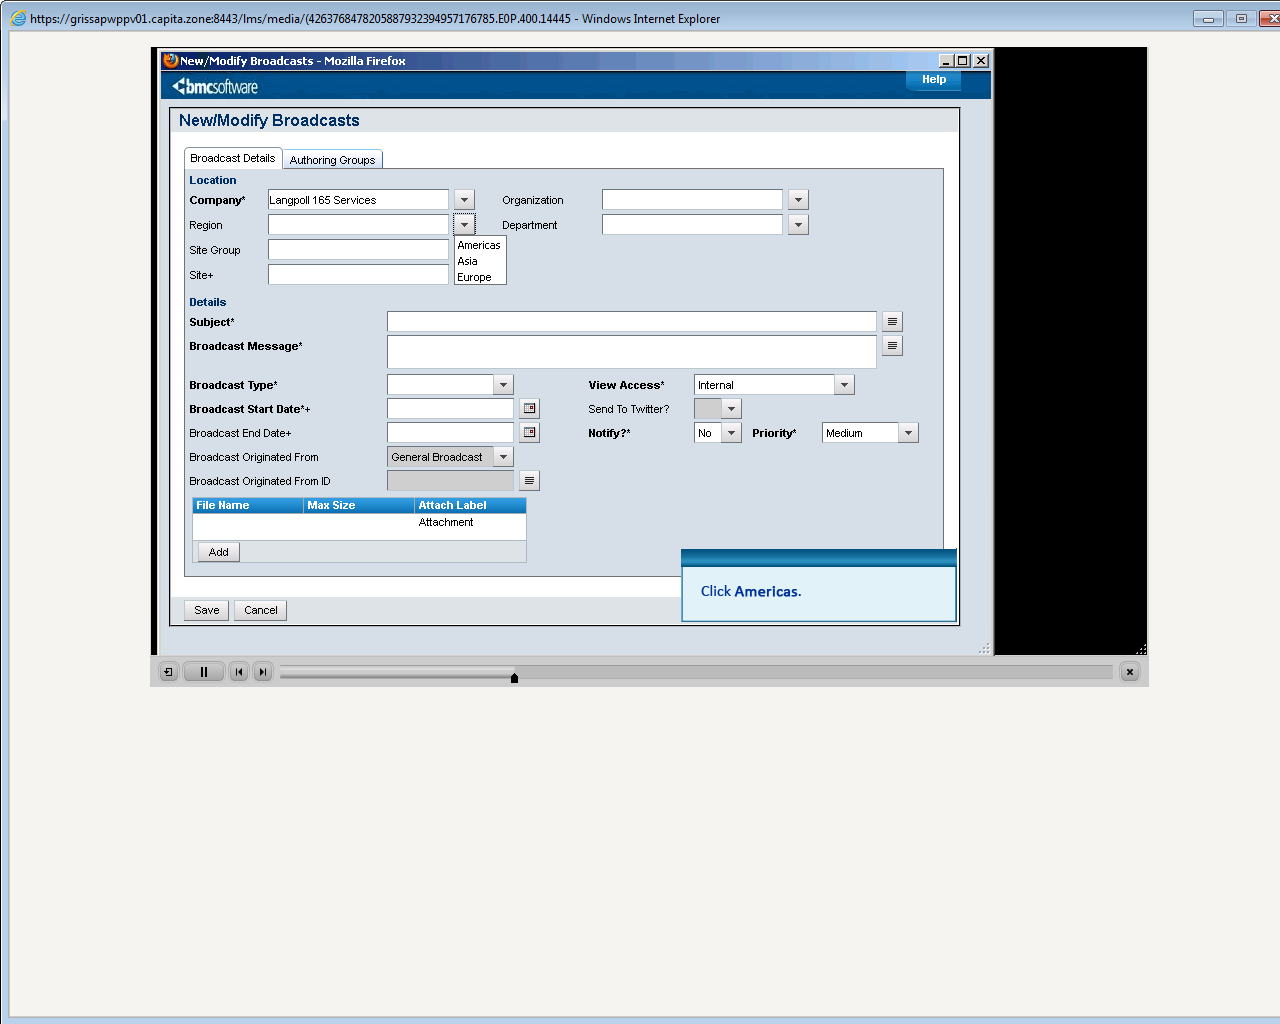 https://grissapwppv01.capita.zone:8443/lms/media/(4263768478205887932394957176785.E0P.400.14445 - Windows Internet Explorer
New/Modify Broadcasts - Mozilla Firefox
bmcsoftware
Help
New/Modify Broadcasts
Broadcast Details
Authoring Groups
Location
Company*
Langpoll 165 Services
Organization
Region
Department
Site Group
Americas
Asia
Site+
Europe
Details
Subject*
Broadcast Message*
Broadcast Type*
View Access*
Internal
Broadcast Start Date*+
Send To Twitter?
Broadcast End Date+
Notify?*
No
Priority*
Medium
Broadcast Originated From
General Broadcast
Broadcast Originated From ID
File Name
Max Size
Attach Label
Attachment
Add
Click Americas.
Save
Cancel